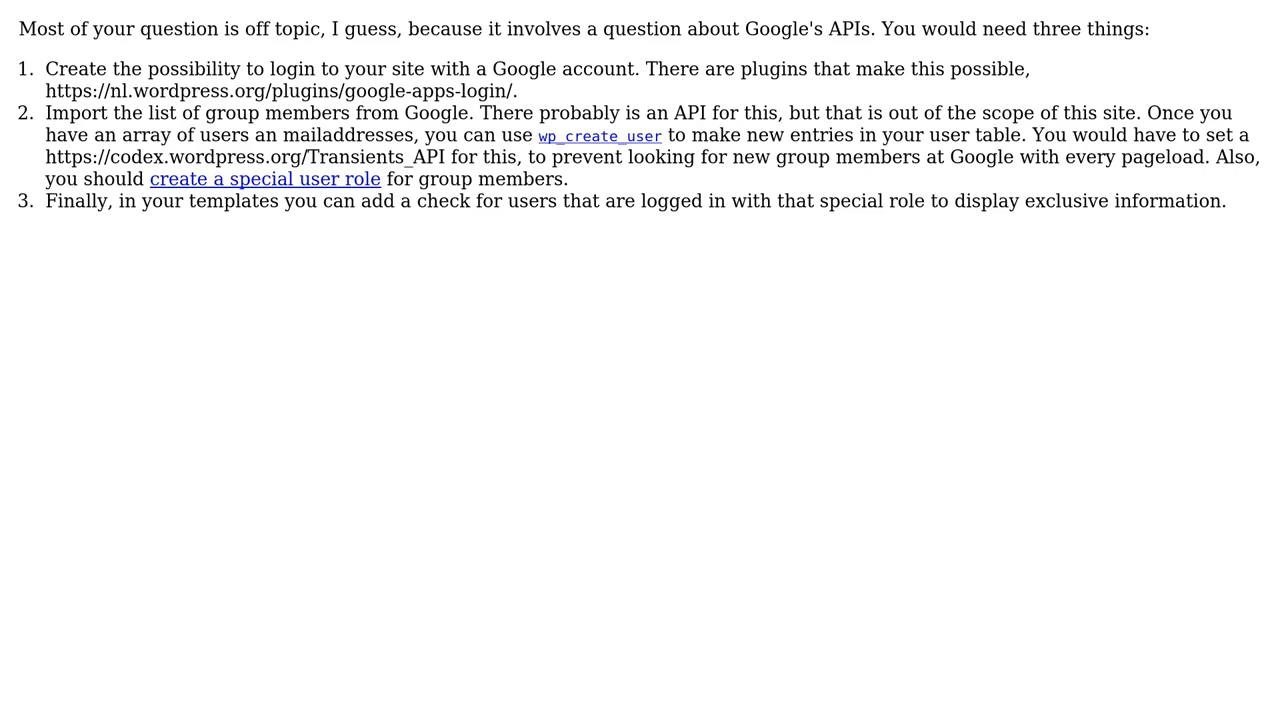 Most of your question is off topic, I guess, because it involves a question about Google's APIs. You would need three things:
1. Create the possibility to login to your site with a Google account. There are plugins that make this possible,
https://nl.wordpress.org/plugins/google-apps-login/.
2. Import the list of group members from Google. There probably is an API for this, but that is out of the scope of this site. Once you
have an array of users an mailaddresses, you can use wp_create_user to make new entries in your user table. You would have to set a
https://codex.wordpress.org/Transients_API for this, to prevent looking for new group members at Google with every pageload. Also,
you should create a special user role for group members.
3. Finally, in your templates you can add a check for users that are logged in with that special role to display exclusive information.